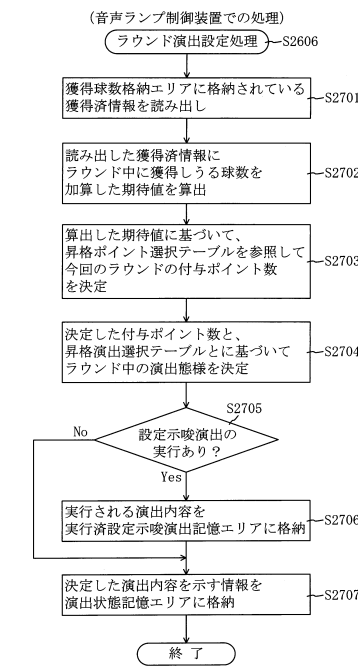 (音声ランプ制御装置での処理)
ラウンド演出設定処理
S2606
獲得球数格納エリアに格納されている
獲得済情報を読み出し
S2701
読み出した獲得済情報に
ラウンド中に獲得しうる球数を
加算した期待値を算出
S2702
算出した期待値に基づいて、
昇格ポイント選択テーブルを参照して
今回のラウンドの付与ポイント数
を決定
S2703
決定した付与ポイント数と、
昇格演出選択テーブルとに基づいて
ラウンド中の演出態様を決定
S2704
S2705
設定示唆演出の
実行あり?
No
Yes
実行される演出内容を
実行済設定示唆演出記憶エリアに格納
S2706
決定した演出内容を示す情報を
演出状態記憶エリアに格納
S2707
終了